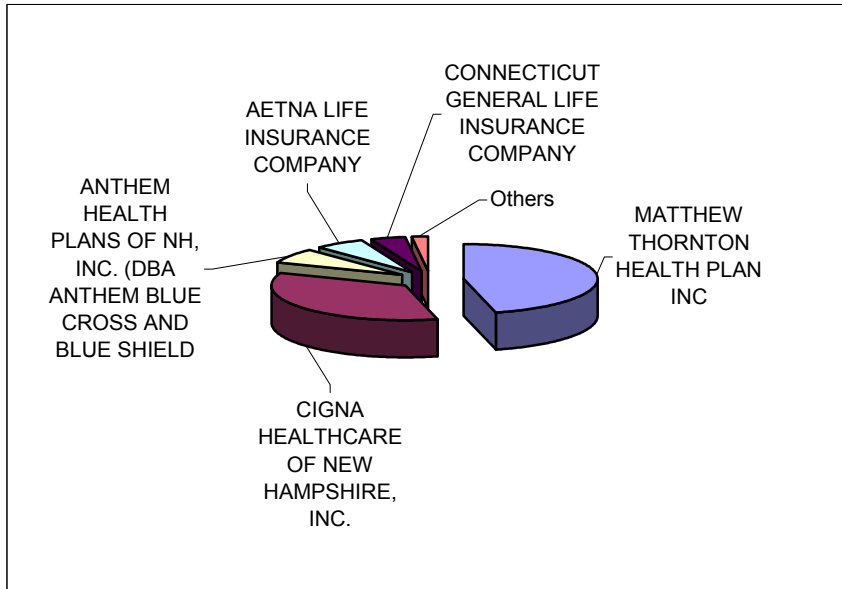 CONNECTICUT
GENERAL LIFE
INSURANCE
COMPANY
AETNA LIFE
INSURANCE
COMPANY
Others
ANTHEM
HEALTH
PLANS OF NH,
INC. (DBA
ANTHEM BLUE
CROSS AND
BLUE SHIELD
MATTHEW
THORNTON
HEALTH PLAN
INC
CIGNA
HEALTHCARE
OF NEW
HAMPSHIRE,
INC.